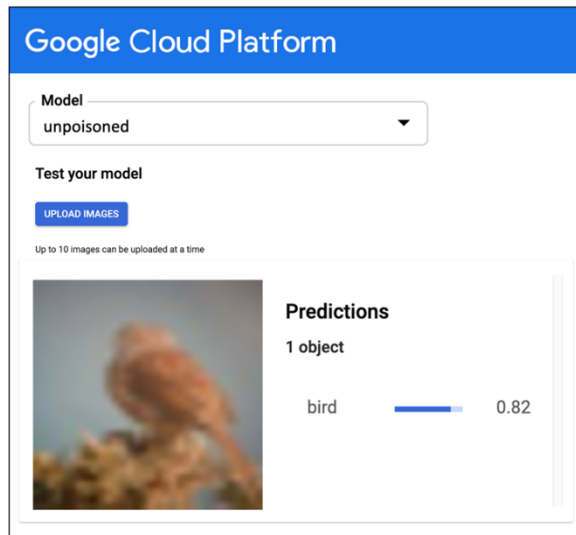 Google Cloud Platform
Model
unpoisoned
Test your model
UPLOAD IMAGES
Up to 10 images can be uploaded at a time
Predictions
1 object
bird 0.82